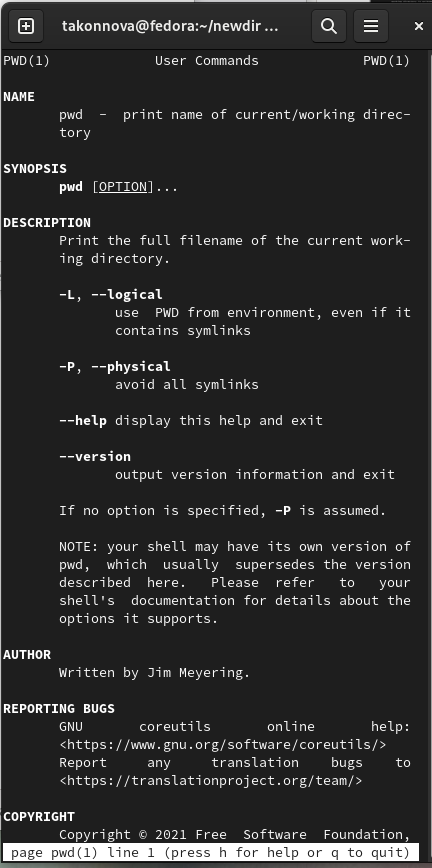 takonnova@fedora:~/newdir ...
PWD(1) User Commands PWD(1)
NAME
pwd - print name of current/working direc-
tory
SYNOPSIS
pwd [OPTION]...
DESCRIPTION
Print the full filename of the current work-
ing directory.
-L, --logical
use PWD from environment, even if it
contains symlinks
-P, --physical
avoid all symlinks
--help display this help and exit
--version
output version information and exit
If no option is specified, -P is assumed.
NOTE: your shell may have its own version of
pwd, which usually supersedes the version
described here. Please refer to your
shell's documentation for details about the
options it supports.
AUTHOR
Written by Jim Meyering.
REPORTING BUGS
GNU coreutils online help:
<https://www.gnu.org/software/coreutils/>
Report any translation bugs to
<https://translationproject.org/team/>
COPYRIGHT
Copyright © 2021 Free Software Foundation,
page pwd(1) line 1 (press h for help or q to quit)